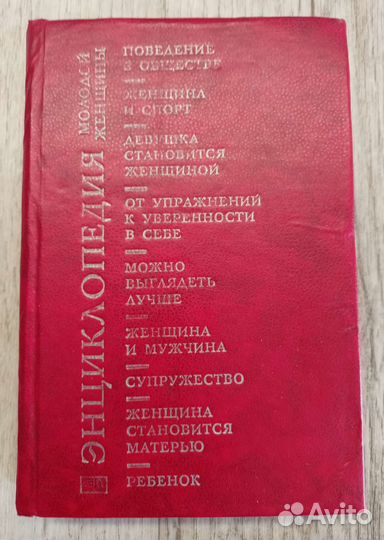 ЭНЦИКЛОПЕДИЯ
МОЛОДОЙ
ЖЕНЩИНЫ
ПОВЕДЕНИЕ
В ОБЩЕСТВЕ
ЖЕНЩИНА
И СПОРТ
ДЕВУШКА
СТАНОВИТСЯ
ЖЕНЩИНОЙ
ОТ УПРАЖНЕНИЙ
К УВЕРЕННОСТИ
В СЕБЕ
МОЖНО
ВЫГЛЯДЕТЬ
ЛУЧШЕ
ЖЕНЩИНА
И МУЖЧИНА
СУПРУЖЕСТВО
ЖЕНЩИНА
СТАНОВИТСЯ
МАТЕРЬЮ
РЕБЕНОК
Avito